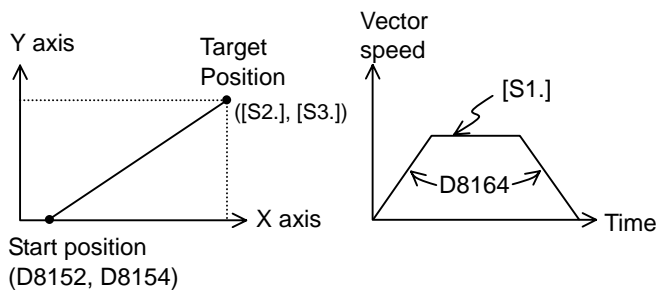 Y axis
Target
Position
([S2.], [S3.])
X axis
Start position
(D8152, D8154)
Vector
speed
[S1.]
D8164
Time